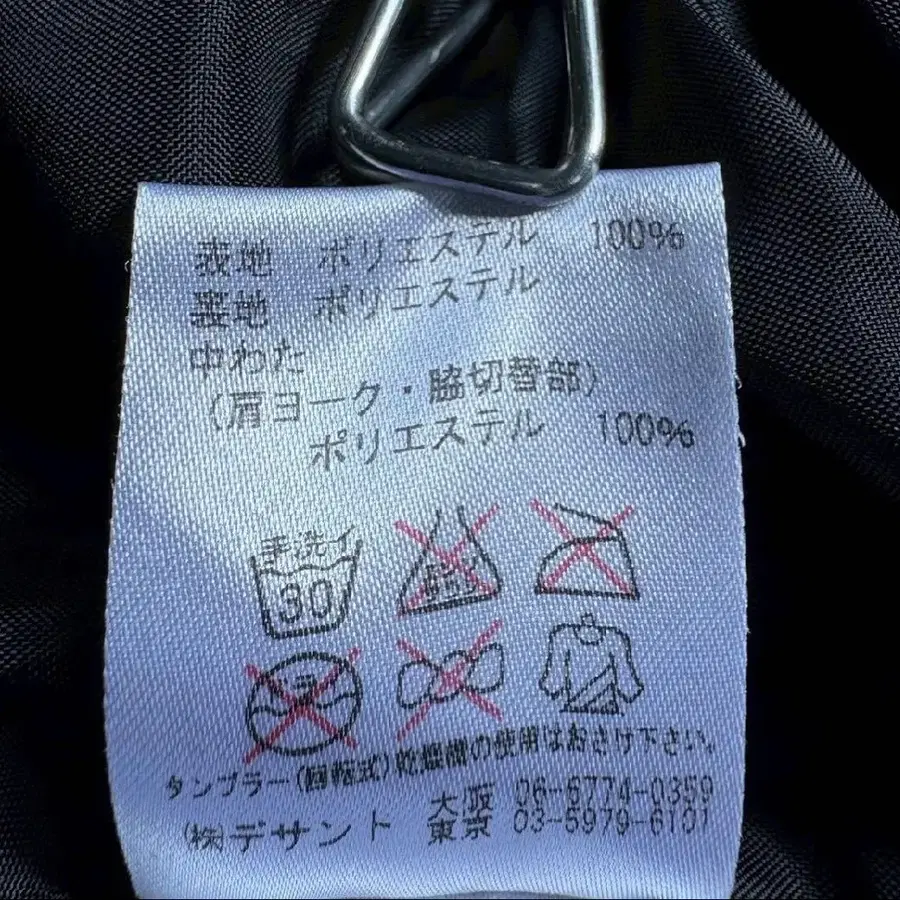 表地 ポリエステル 100%
裏地 ポリエステル
中わた
(肩ヨーク・脇切替部)
ポリエステル 100%
手洗イ
30
タンブラー(回転式)乾燥機の使用はおさけ下さい。
(株)デサント 大阪 06-6774-0359
東京 03-5979-6101